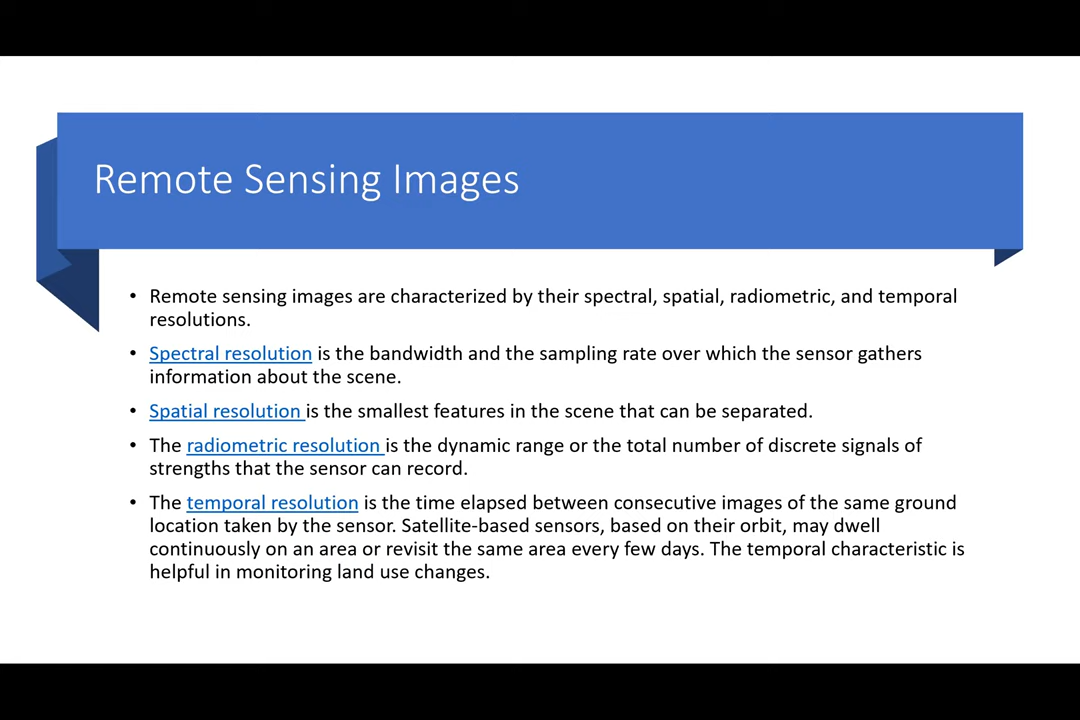 Remote Sensing Images
• Remote sensing images are characterized by their spectral, spatial, radiometric, and temporal
resolutions.
• Spectral resolution is the bandwidth and the sampling rate over which the sensor gathers
information about the scene.
• Spatial resolution is the smallest features in the scene that can be separated.
• The radiometric resolution is the dynamic range or the total number of discrete signals of
strengths that the sensor can record.
• The temporal resolution is the time elapsed between consecutive images of the same ground
location taken by the sensor. Satellite-based sensors, based on their orbit, may dwell
continuously on an area or revisit the same area every few days. The temporal characteristic is
helpful in monitoring land use changes.